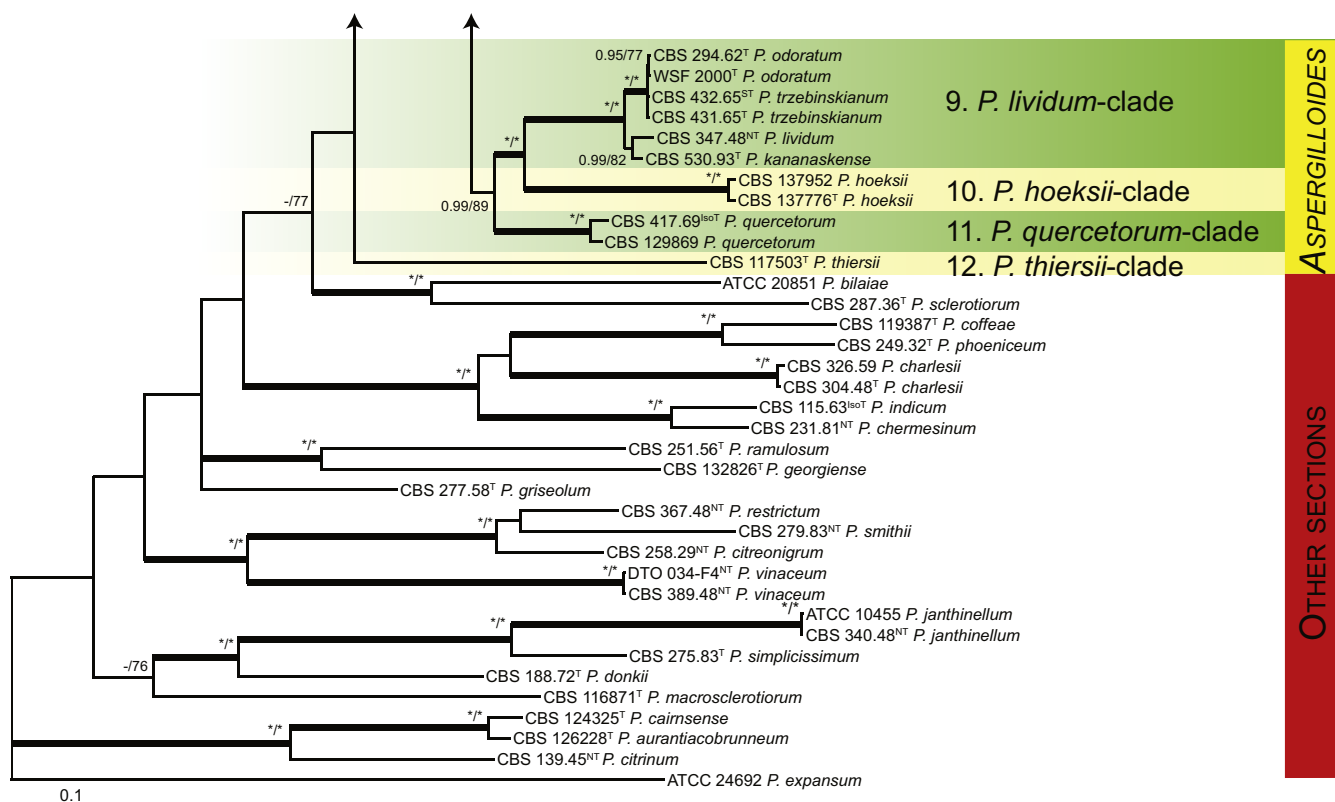 0.95/77
CBS 294.62ᵀ P. odoratum
*/*
WSF 2000ᵀ P. odoratum
*/*
CBS 432.65ˢᵀ P. trzebinskianum
9. P. lividum-clade
CBS 431.65ᵀ P. trzebinskianum
*/*
CBS 347.48ᴺᵀ P. lividum
0.99/82
CBS 530.93ᵀ P. kananaskense
*/*
CBS 137952 P. hoeksii
10. P. hoeksii-clade
CBS 137776ᵀ P. hoeksii
-/77
0.99/89
*/*
CBS 417.69ᴵˢᵒᵀ P. quercetorum
11. P. quercetorum-clade
CBS 129869 P. quercetorum
CBS 117503ᵀ P. thiersii
12. P. thiersii-clade
ASPERGILLOIDES
*/*
ATCC 20851 P. bilaiae
CBS 287.36ᵀ P. sclerotiorum
*/*
CBS 119387ᵀ P. coffeae
CBS 249.32ᵀ P. phoeniceum
*/*
*/*
CBS 326.59 P. charlesii
CBS 304.48ᵀ P. charlesii
*/*
CBS 115.63ᴵˢᵒᵀ P. indicum
CBS 231.81ᴺᵀ P. chermesinum
*/*
CBS 251.56ᵀ P. ramulosum
CBS 132826ᵀ P. georgiense
CBS 277.58ᵀ P. griseolum
*/*
CBS 367.48ᴺᵀ P. restrictum
*/*
CBS 279.83ᴺᵀ P. smithii
CBS 258.29ᴺᵀ P. citreonigrum
*/*
DTO 034-F4ᴺᵀ P. vinaceum
CBS 389.48ᴺᵀ P. vinaceum
*/*
ATCC 10455 P. janthinellum
*/*
*/*
CBS 340.48ᴺᵀ P. janthinellum
CBS 275.83ᵀ P. simplicissimum
-/76
CBS 188.72ᵀ P. donkii
CBS 116871ᵀ P. macrosclerotiorum
*/*
*/*
CBS 124325ᵀ P. cairnsense
CBS 126228ᵀ P. aurantiacobrunneum
CBS 139.45ᴺᵀ P. citrinum
ATCC 24692 P. expansum
OTHER SECTIONS
0.1